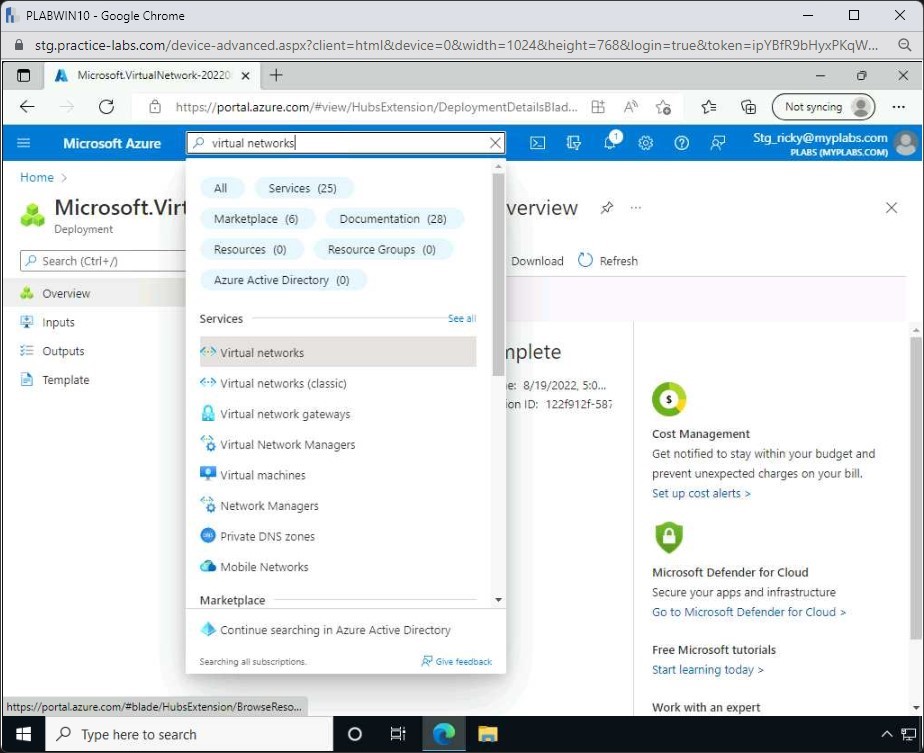 PLABWIN10 - Google Chrome
stg.practice-labs.com/device-advanced.aspx?client=html&device=0&width=1024&height=768&login=true&token=ipYBfR9bHyxPKqW...
Microsoft.VirtualNetwork-20220
https://portal.azure.com/#view/HubsExtension/DeploymentDetailsBlad...
Not syncing
Microsoft Azure
virtual networks
1
Stg_ricky@myplabs.com
PLABS (MYPLABS.COM)
Home >
Microsoft.Virt
verview
Deployment
Search (Ctrl+/)
Download
Refresh
Overview
Inputs
Outputs
Template
All
Services (25)
Marketplace (6)
Documentation (28)
Resources (0)
Resource Groups (0)
Azure Active Directory (0)
Services
See all
Virtual networks
Virtual networks (classic)
Virtual network gateways
Virtual Network Managers
Virtual machines
Network Managers
Private DNS zones
Mobile Networks
Marketplace
Continue searching in Azure Active Directory
Searching all subscriptions.
Give feedback
mplete
e: 8/19/2022, 5:0...
ion ID: 122f912f-587
Cost Management
Get notified to stay within your budget and
prevent unexpected charges on your bill.
Set up cost alerts >
Microsoft Defender for Cloud
Secure your apps and infrastructure
Go to Microsoft Defender for Cloud >
Free Microsoft tutorials
Start learning today >
Work with an expert
https://portal.azure.com/#blade/HubsExtension/BrowseReso...
Type here to search